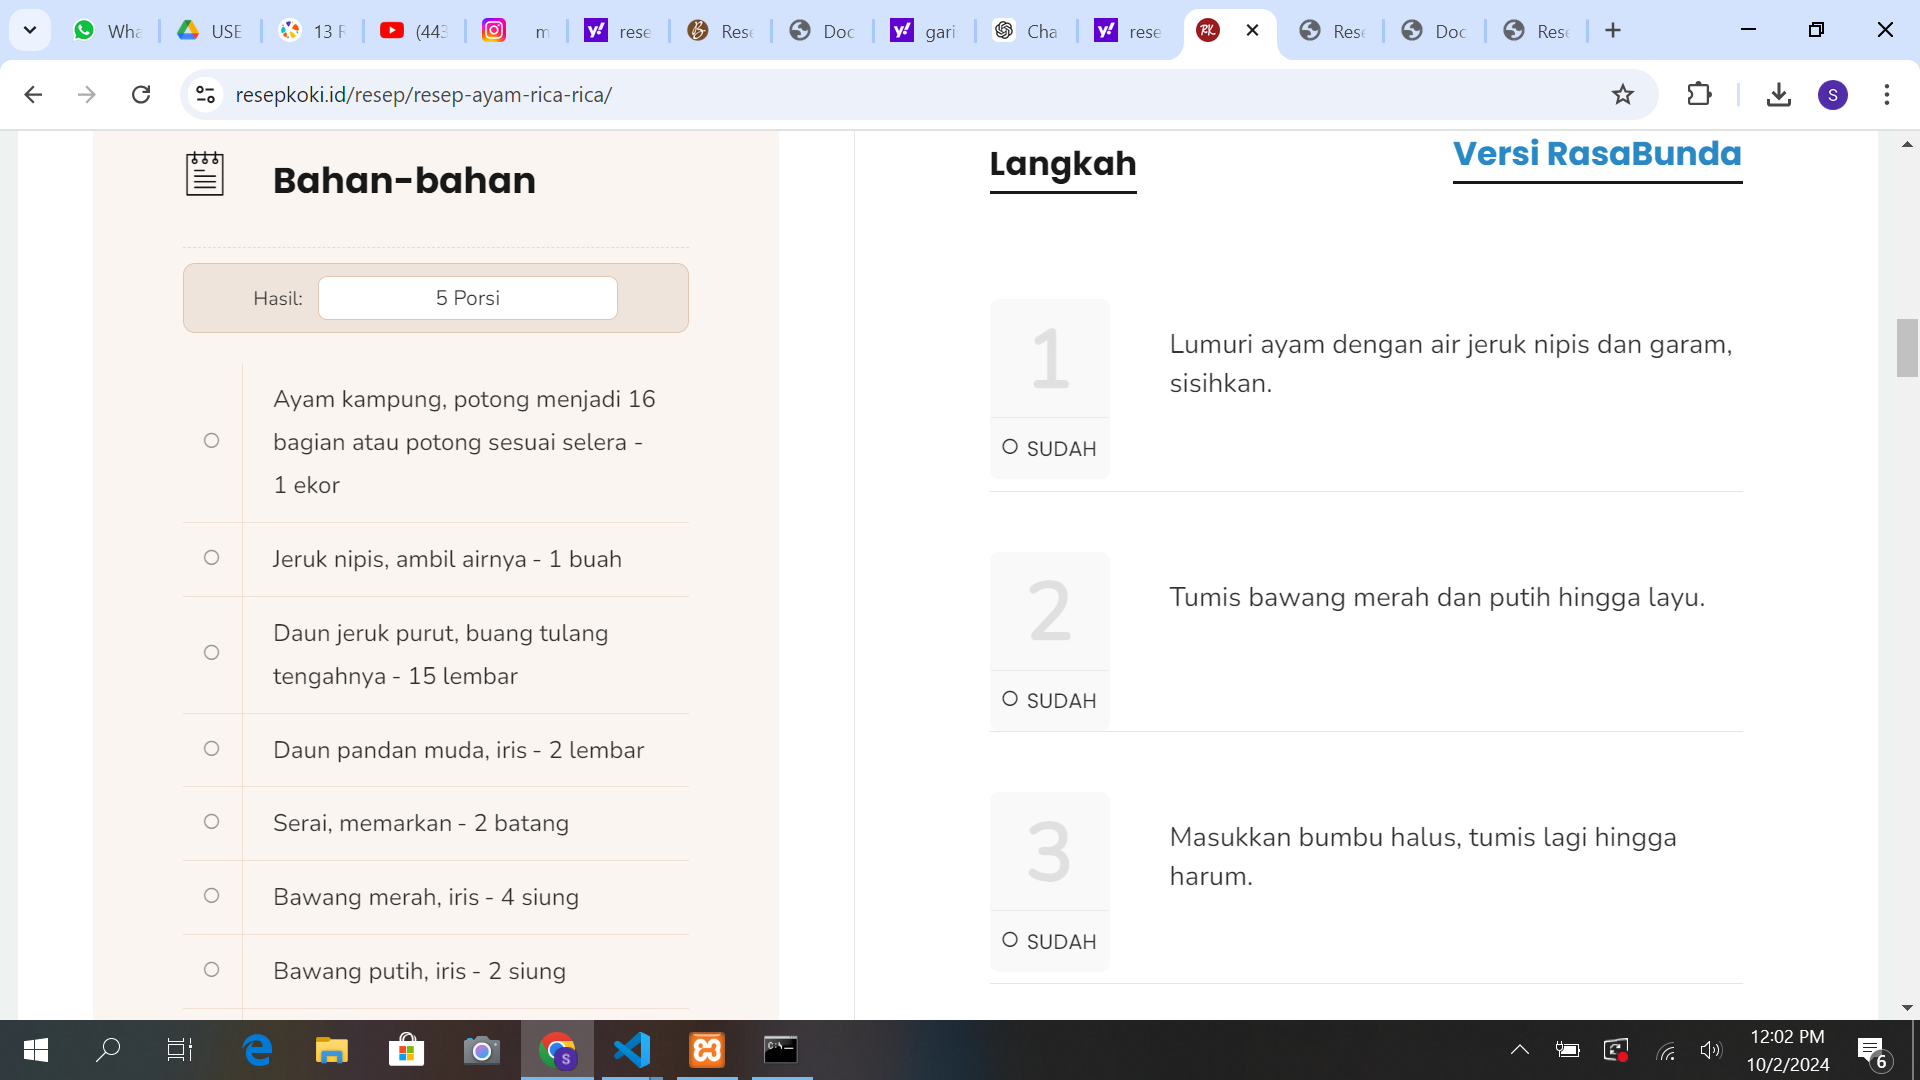 Wha
USE
13 R
(443
m
rese
Rese
Doc
gari
Cha
rese
RK
Rese
Doc
Rese
resepkoki.id/resep/resep-ayam-rica-rica/
S
Bahan-bahan
Hasil:
5 Porsi
Ayam kampung, potong menjadi 16
bagian atau potong sesuai selera -
1 ekor
Jeruk nipis, ambil airnya - 1 buah
Daun jeruk purut, buang tulang
tengahnya - 15 lembar
Daun pandan muda, iris - 2 lembar
Serai, memarkan - 2 batang
Bawang merah, iris - 4 siung
Bawang putih, iris - 2 siung
Langkah
Versi RasaBunda
1
Lumuri ayam dengan air jeruk nipis dan garam,
sisihkan.
SUDAH
2
Tumis bawang merah dan putih hingga layu.
SUDAH
3
Masukkan bumbu halus, tumis lagi hingga
harum.
SUDAH
S
12:02 PM
10/2/2024
6